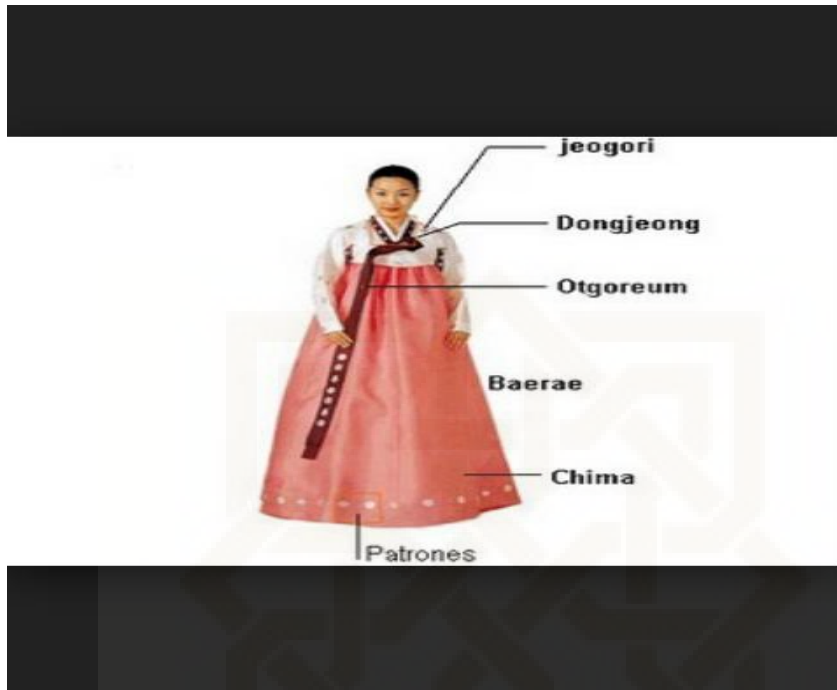 jeogori
Dongjeong
Otgoreum
Baerae
Chima
Patrones